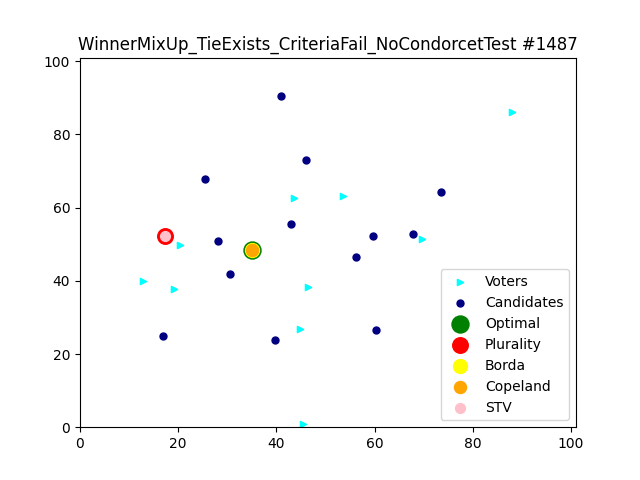 WinnerMixUp_TieExists_CriteriaFail_NoCondorcetTest #1487
100
80
60
40
20
0
0 20 40 60 80 100
Voters
Candidates
Optimal
Plurality
Borda
Copeland
STV